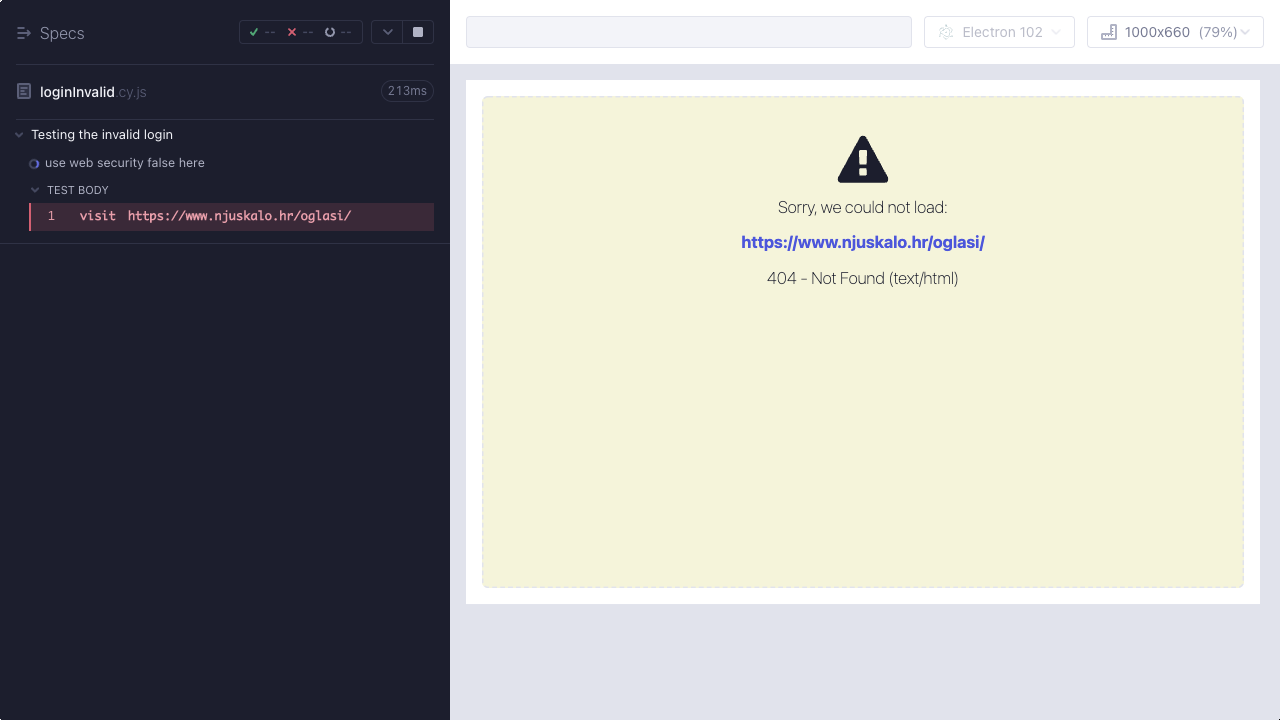 Specs
-- -- --
loginInvalid.cy.js 213ms
Testing the invalid login
use web security false here
TEST BODY
1 visit https://www.njuskalo.hr/oglasi/
Electron 102
1000x660 (79%)
Sorry, we could not load:
https://www.njuskalo.hr/oglasi/
404 - Not Found (text/html)